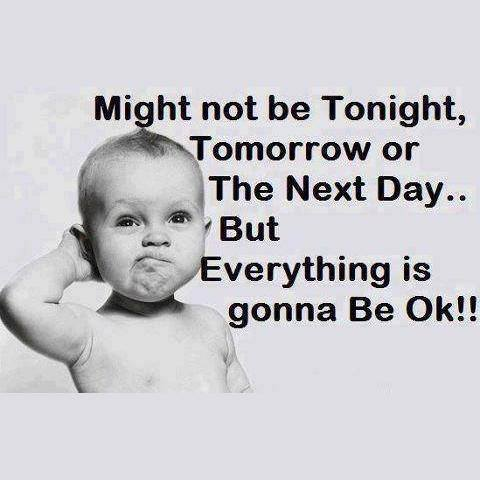 Might not be Tonight,
Tomorrow or
The Next Day..
But
Everything is
gonna Be Ok!!